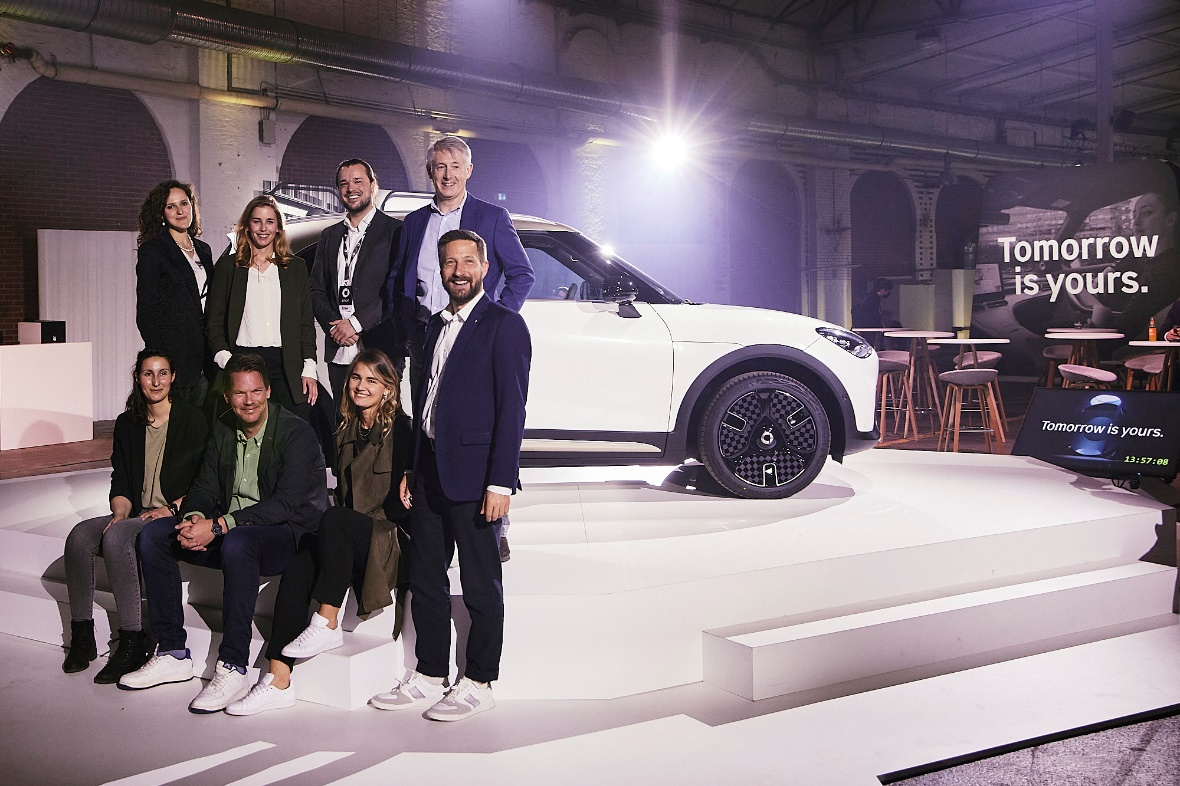 Tomorrow
is yours.
Tomorrow is yours.
13:57:08